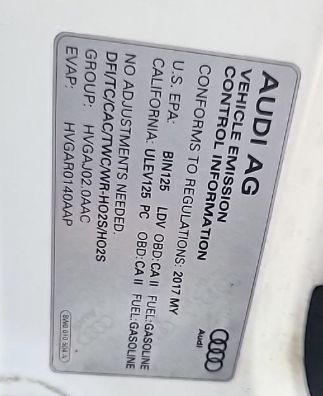 AUDI AG
VEHICLE EMISSION
CONTROL INFORMATION
CONFORMS TO REGULATIONS: 2017 MY
U.S. EPA: BIN125 LDV OBD:CA II FUEL:GASOLINE
CALIFORNIA: ULEV125 PC OBD:CA II FUEL:GASOLINE
NO ADJUSTMENTS NEEDED.
DFI/TC/CAC/TWC/WR-HO2S/HO2S
GROUP: HVGAJ02.0AAC
EVAP: HVGAR0140AAP
Audi